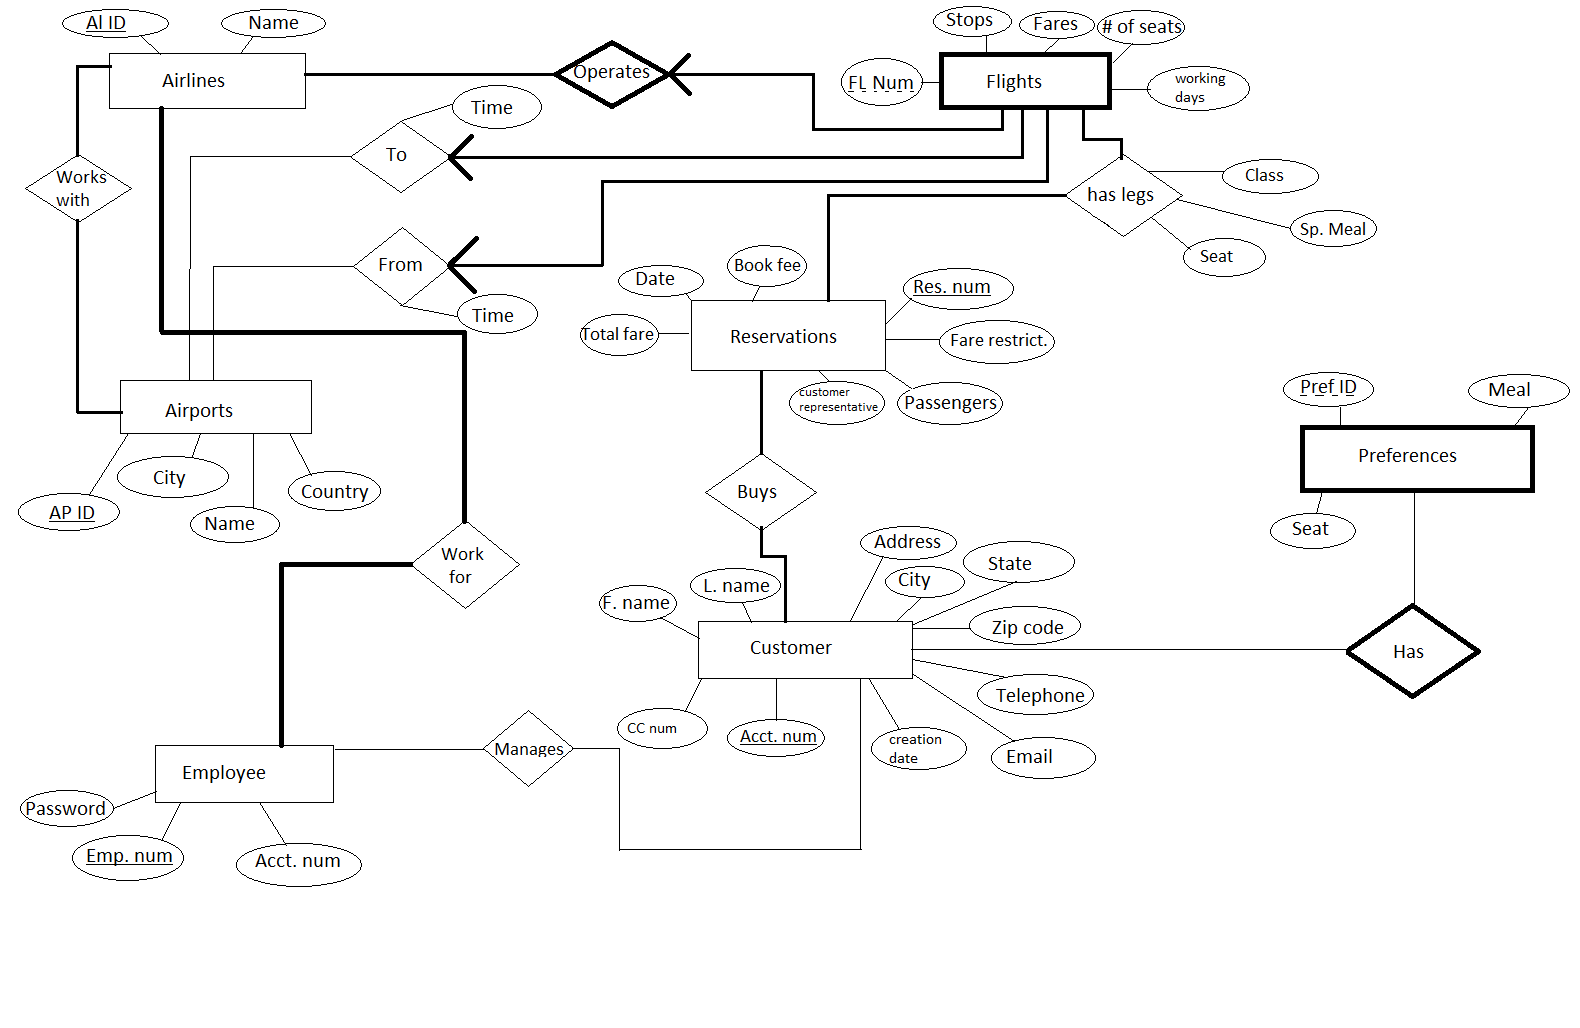 Al ID
Name
Stops
Fares
# of seats
Airlines
Operates
FL Num
Flights
working
days
Time
To
Works
with
Class
has legs
Sp. Meal
Seat
From
Date
Book fee
Res. num
Time
Total fare
Reservations
Fare restrict.
Airports
customer
representative
Passengers
Pref ID
Meal
City
Country
AP ID
Name
Buys
Preferences
Seat
Work
for
Address
State
City
L. name
F. name
Zip code
Customer
Has
Telephone
CC num
Acct. num
creation
date
Email
Manages
Employee
Password
Emp. num
Acct. num